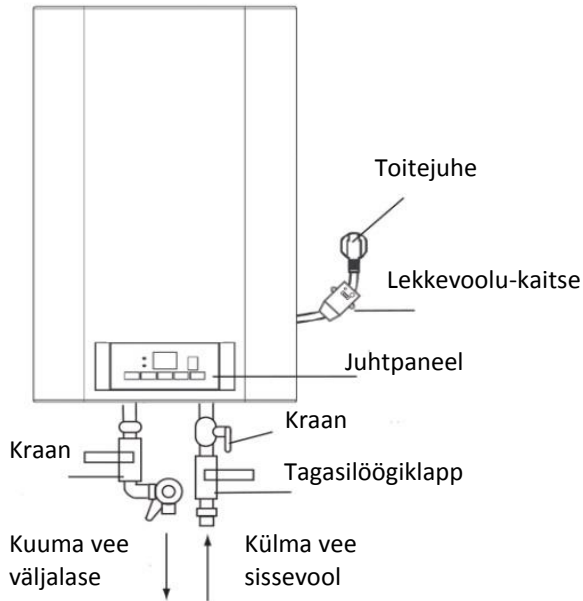 Toitejuhe
Lekkevoolu-kaitse
Juhtpaneel
Kraan
Kraan
Tagasilöögiklapp
Kuuma vee
väljalase
Külma vee
sissevool